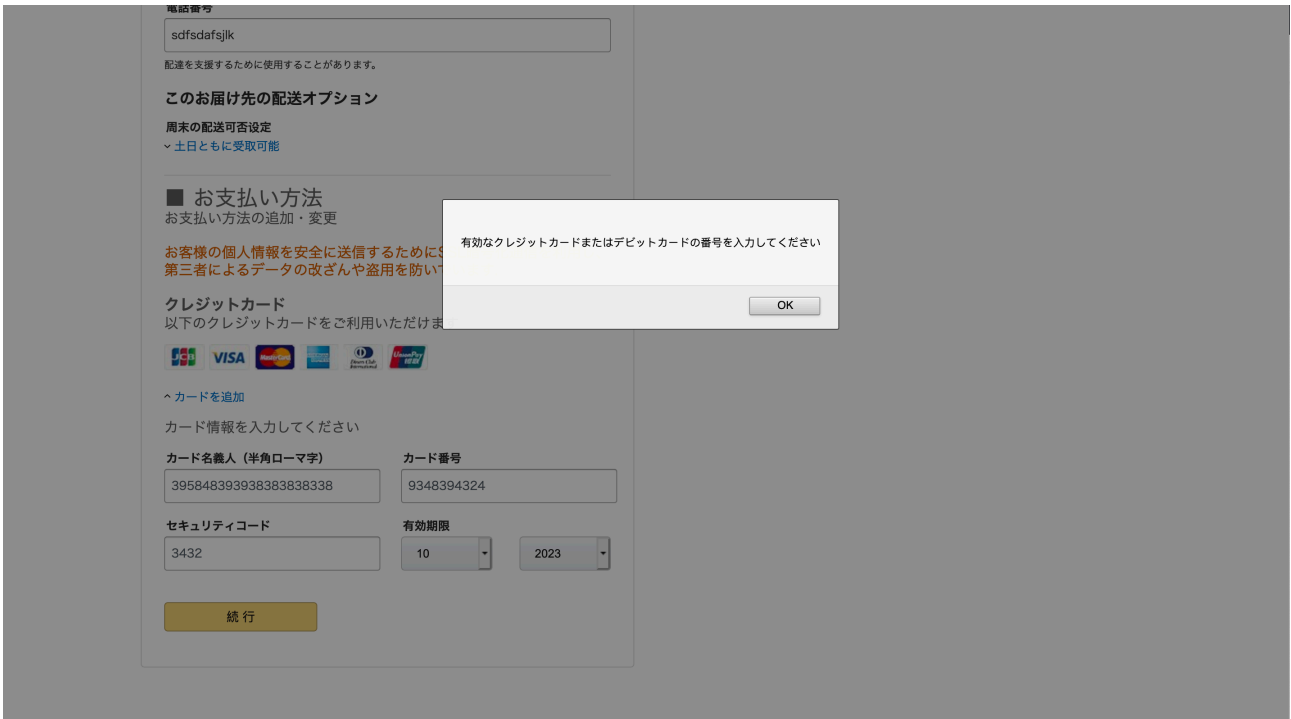 電話番号
sdfsdafsjlk
配達を支援するために使用することがあります。
このお届け先の配送オプション
周末の配送可否设定
土日ともに受取可能
■ お支払い方法
お支払い方法の追加・変更
お客様の個人情報を安全に送信するために
第三者によるデータの改ざんや盗用を防い
有効なクレジットカードまたはデビットカードの番号を入力してください
OK
クレジットカード
以下のクレジットカードをご利用いただけます
JCB VISA MasterCard Diners Club International UnionPay
カードを追加
カード情報を入力してください
カード名義人（半角ローマ字） カード番号
395848393938383838338 9348394324
セキュリティコード 有効期限
3432 10 2023
続 行